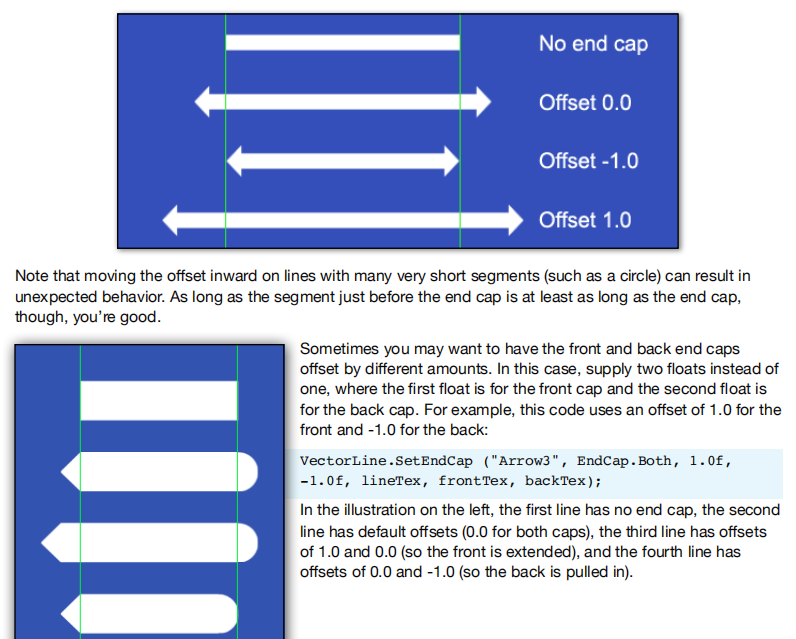 No end cap
Offset 0.0
Offset -1.0
Offset 1.0
Note that moving the offset inward on lines with many very short segments (such as a circle) can result in
unexpected behavior. As long as the segment just before the end cap is at least as long as the end cap,
though, you’re good.
Sometimes you may want to have the front and back end caps
offset by different amounts. In this case, supply two floats instead of
one, where the first float is for the front cap and the second float is
for the back cap. For example, this code uses an offset of 1.0 for the
front and -1.0 for the back:
VectorLine.SetEndCap ("Arrow3", EndCap.Both, 1.0f,
-1.0f, lineTex, frontTex, backTex);
In the illustration on the left, the first line has no end cap, the second
line has default offsets (0.0 for both caps), the third line has offsets
of 1.0 and 0.0 (so the front is extended), and the fourth line has
offsets of 0.0 and -1.0 (so the back is pulled in).